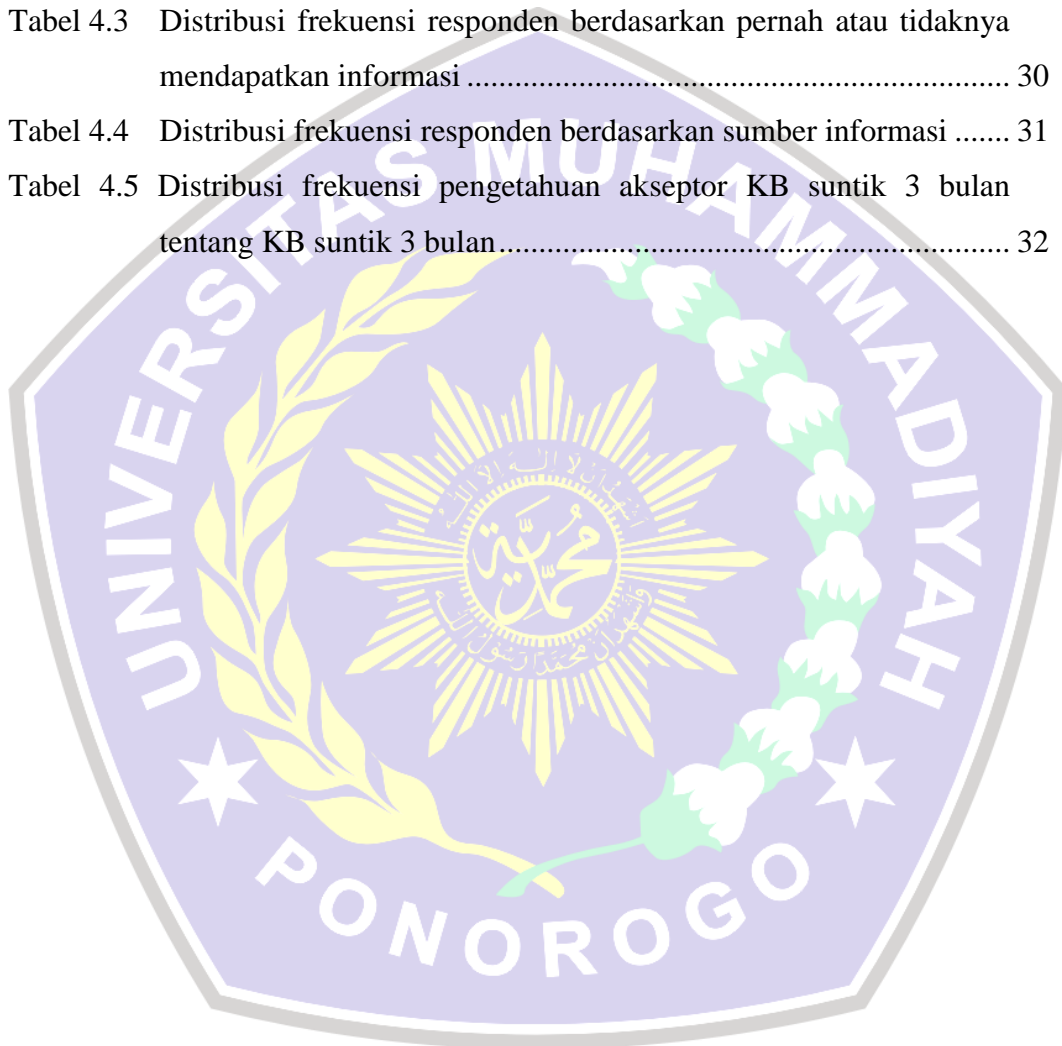 Tabel 4.3 Distribusi frekuensi responden berdasarkan pernah atau tidaknya
mendapatkan informasi ................................................................... 30
Tabel 4.4 Distribusi frekuensi responden berdasarkan sumber informasi ....... 31
Tabel 4.5 Distribusi frekuensi pengetahuan akseptor KB suntik 3 bulan
tentang KB suntik 3 bulan ............................................................... 32
UNIVERSITAS MUHAMMADIYAH
PONOROGO
محمدية